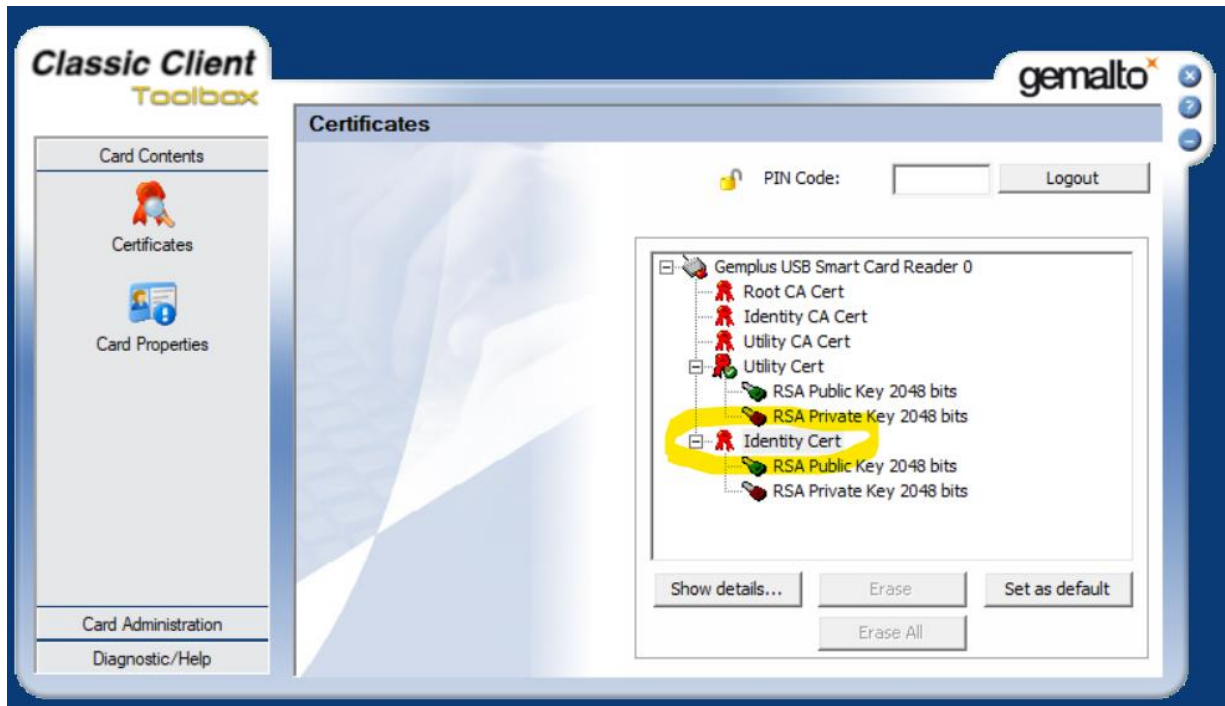 Classic Client
Toolbox
gemalto
Certificates
Card Contents
PIN Code:
Logout
Certificates
Card Properties
Gemplus USB Smart Card Reader 0
Root CA Cert
Identity CA Cert
Utility CA Cert
Utility Cert
RSA Public Key 2048 bits
RSA Private Key 2048 bits
Identity Cert
RSA Public Key 2048 bits
RSA Private Key 2048 bits
Show details...
Erase
Set as default
Erase All
Card Administration
Diagnostic/Help